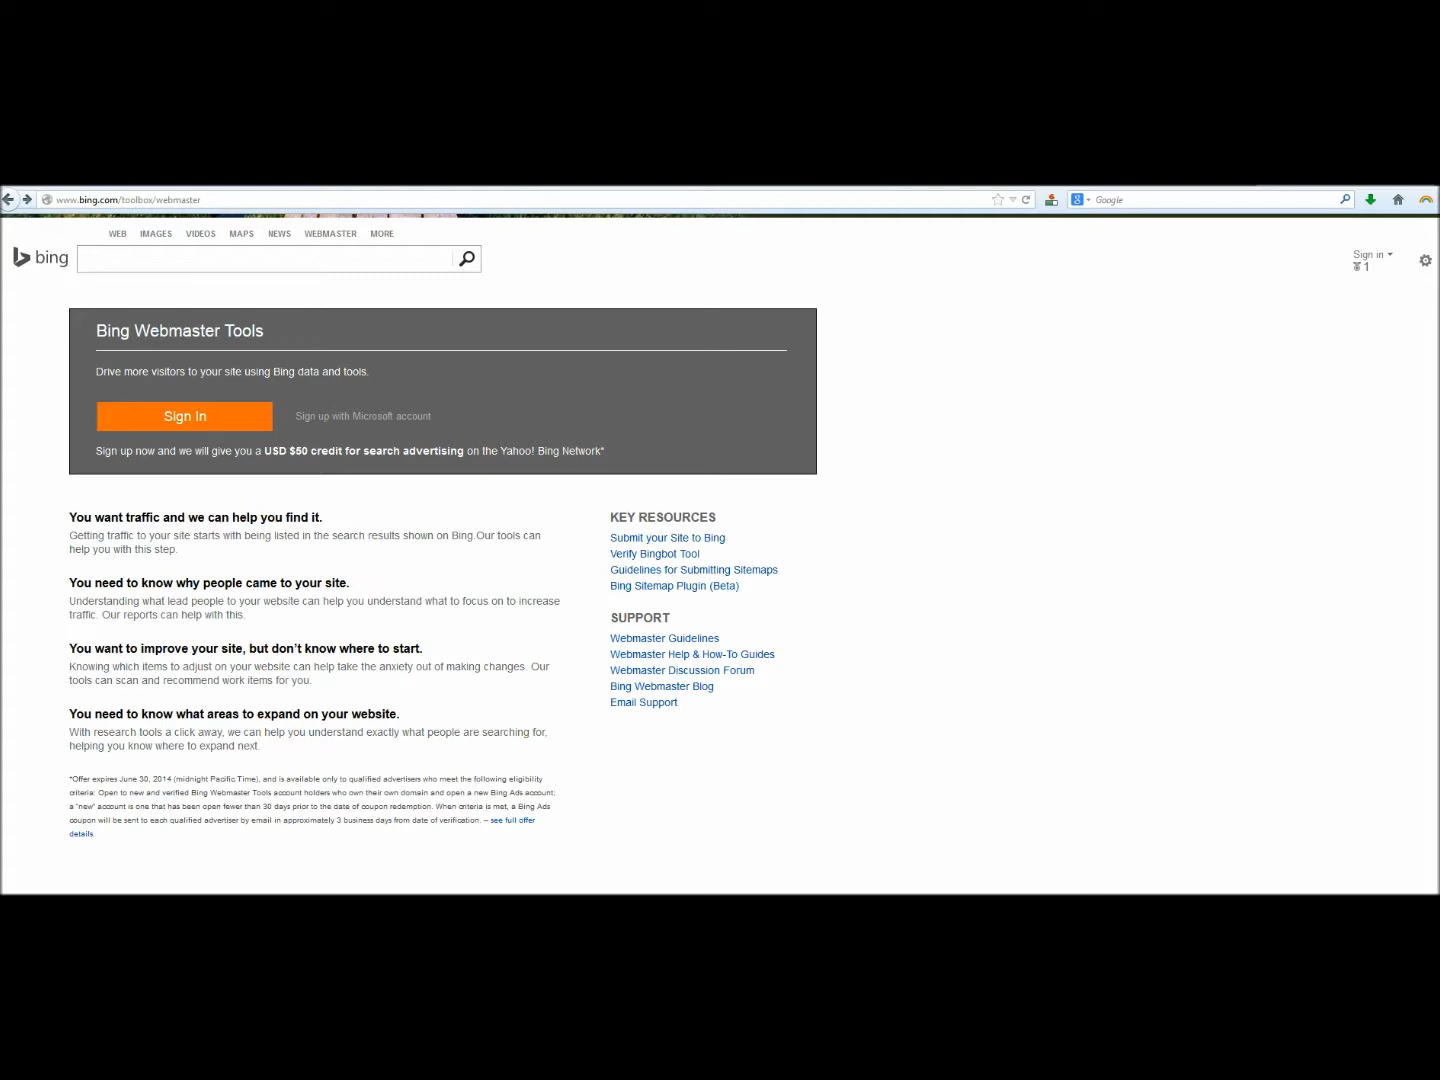 www.bing.com/toolbox/webmaster
Google
WEB IMAGES VIDEOS MAPS NEWS WEBMASTER MORE
bing
Sign in
1
Bing Webmaster Tools
Drive more visitors to your site using Bing data and tools.
Sign In
Sign up with Microsoft account
Sign up now and we will give you a USD $50 credit for search advertising on the Yahoo! Bing Network*
You want traffic and we can help you find it.
Getting traffic to your site starts with being listed in the search results shown on Bing.Our tools can
help you with this step.
You need to know why people came to your site.
Understanding what lead people to your website can help you understand what to focus on to increase
traffic. Our reports can help with this.
You want to improve your site, but don't know where to start.
Knowing which items to adjust on your website can help take the anxiety out of making changes. Our
tools can scan and recommend work items for you.
You need to know what areas to expand on your website.
With research tools a click away, we can help you understand exactly what people are searching for,
helping you know where to expand next.
*Offer expires June 30, 2014 (midnight Pacific Time), and is available only to qualified advertisers who meet the following eligibility
criteria: Open to new and verified Bing Webmaster Tools account holders who own their own domain and open a new Bing Ads account;
a "new" account is one that has been open fewer than 30 days prior to the date of coupon redemption. When criteria is met, a Bing Ads
coupon will be sent to each qualified advertiser by email in approximately 3 business days from date of verification. – see full offer
details.
KEY RESOURCES
Submit your Site to Bing
Verify Bingbot Tool
Guidelines for Submitting Sitemaps
Bing Sitemap Plugin (Beta)
SUPPORT
Webmaster Guidelines
Webmaster Help & How-To Guides
Webmaster Discussion Forum
Bing Webmaster Blog
Email Support